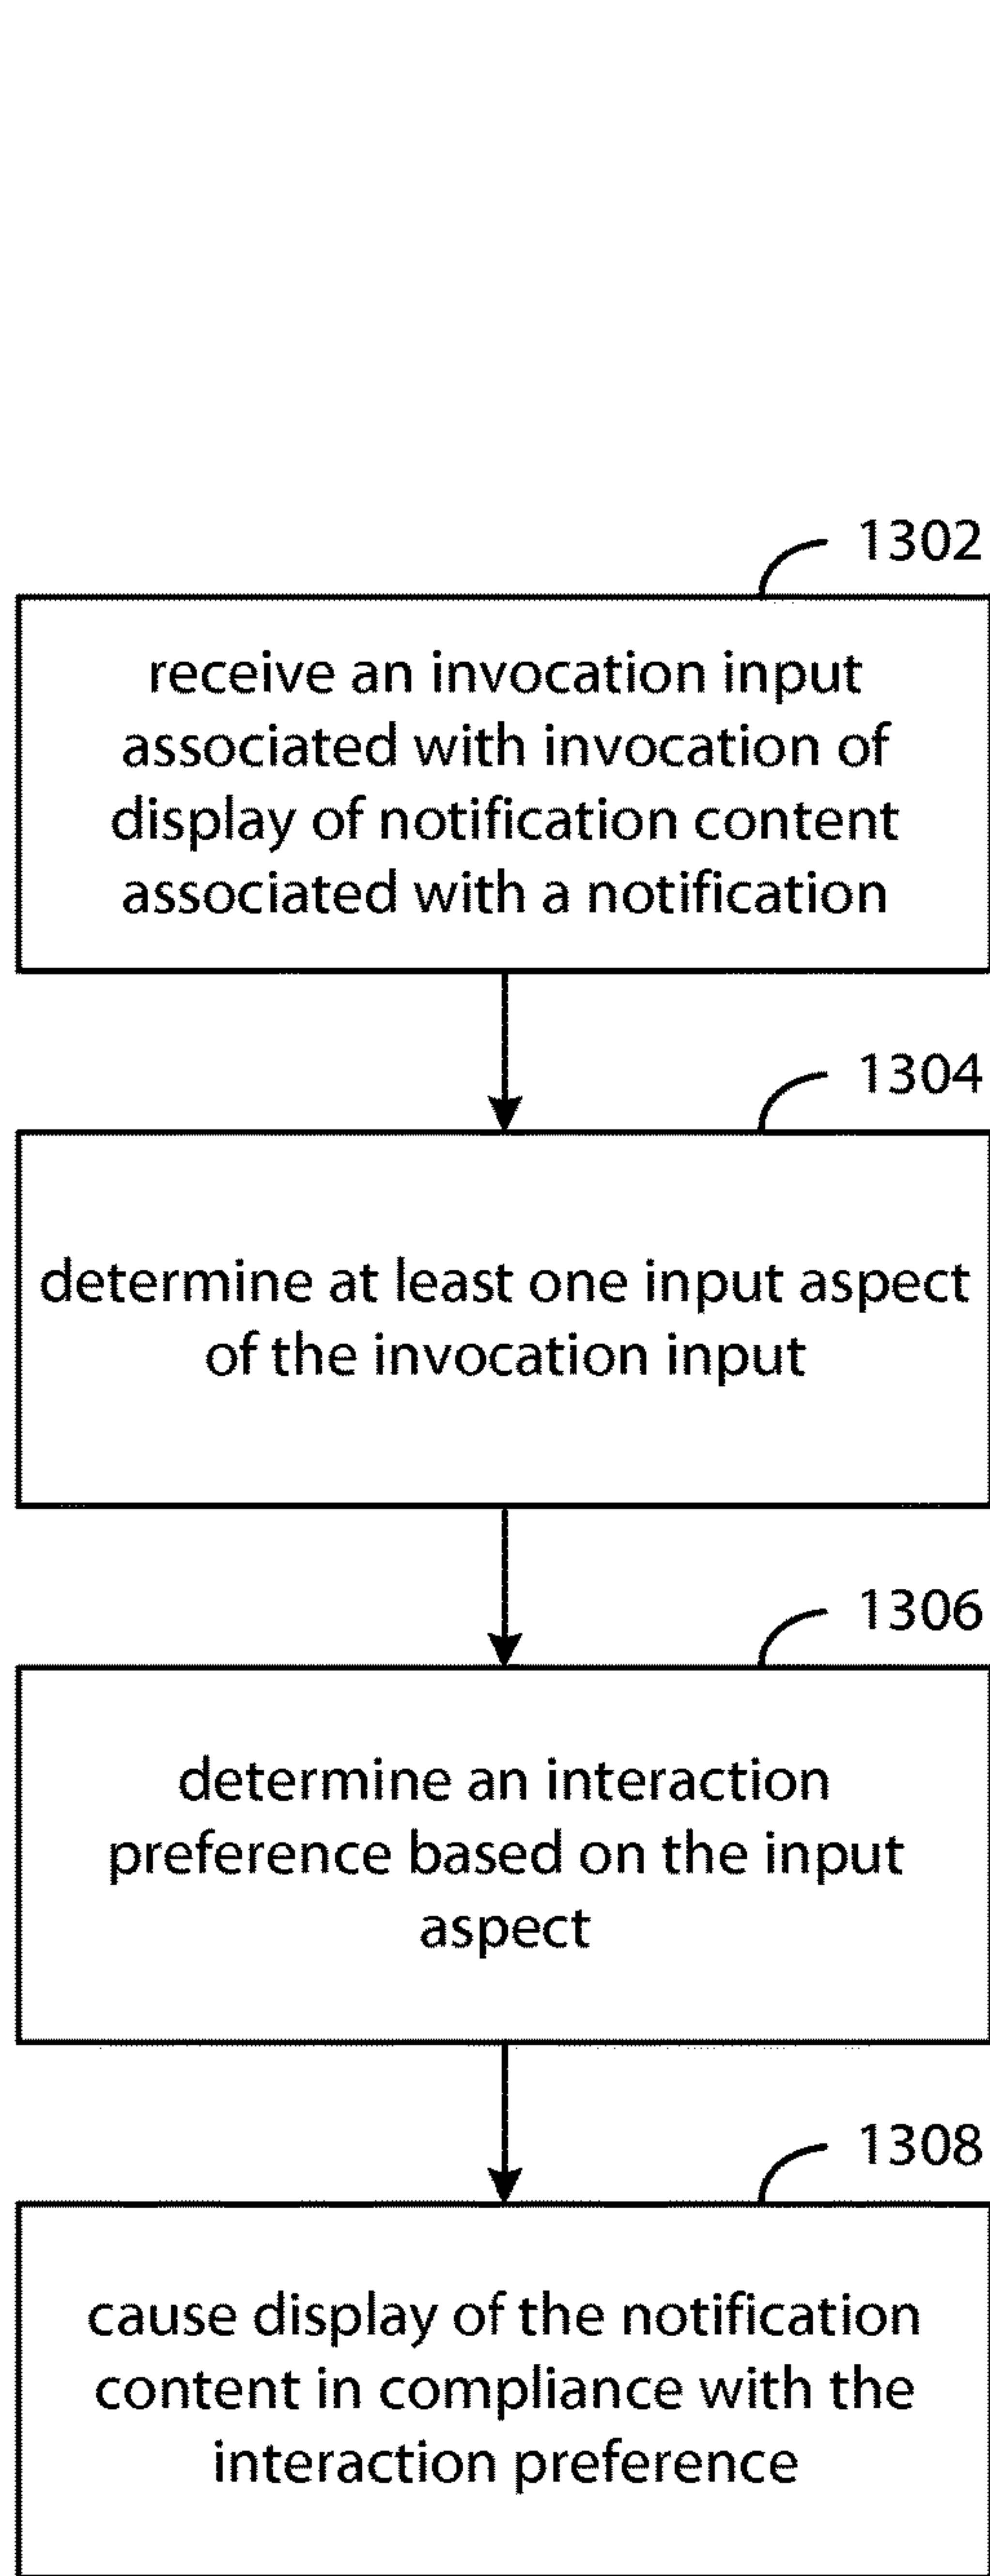 1302
receive an invocation input
associated with invocation of
display of notification content
associated with a notification
1304
determine at least one input aspect
of the invocation input
1306
determine an interaction
preference based on the input
aspect
1308
cause display of the notification
content in compliance with the
interaction preference